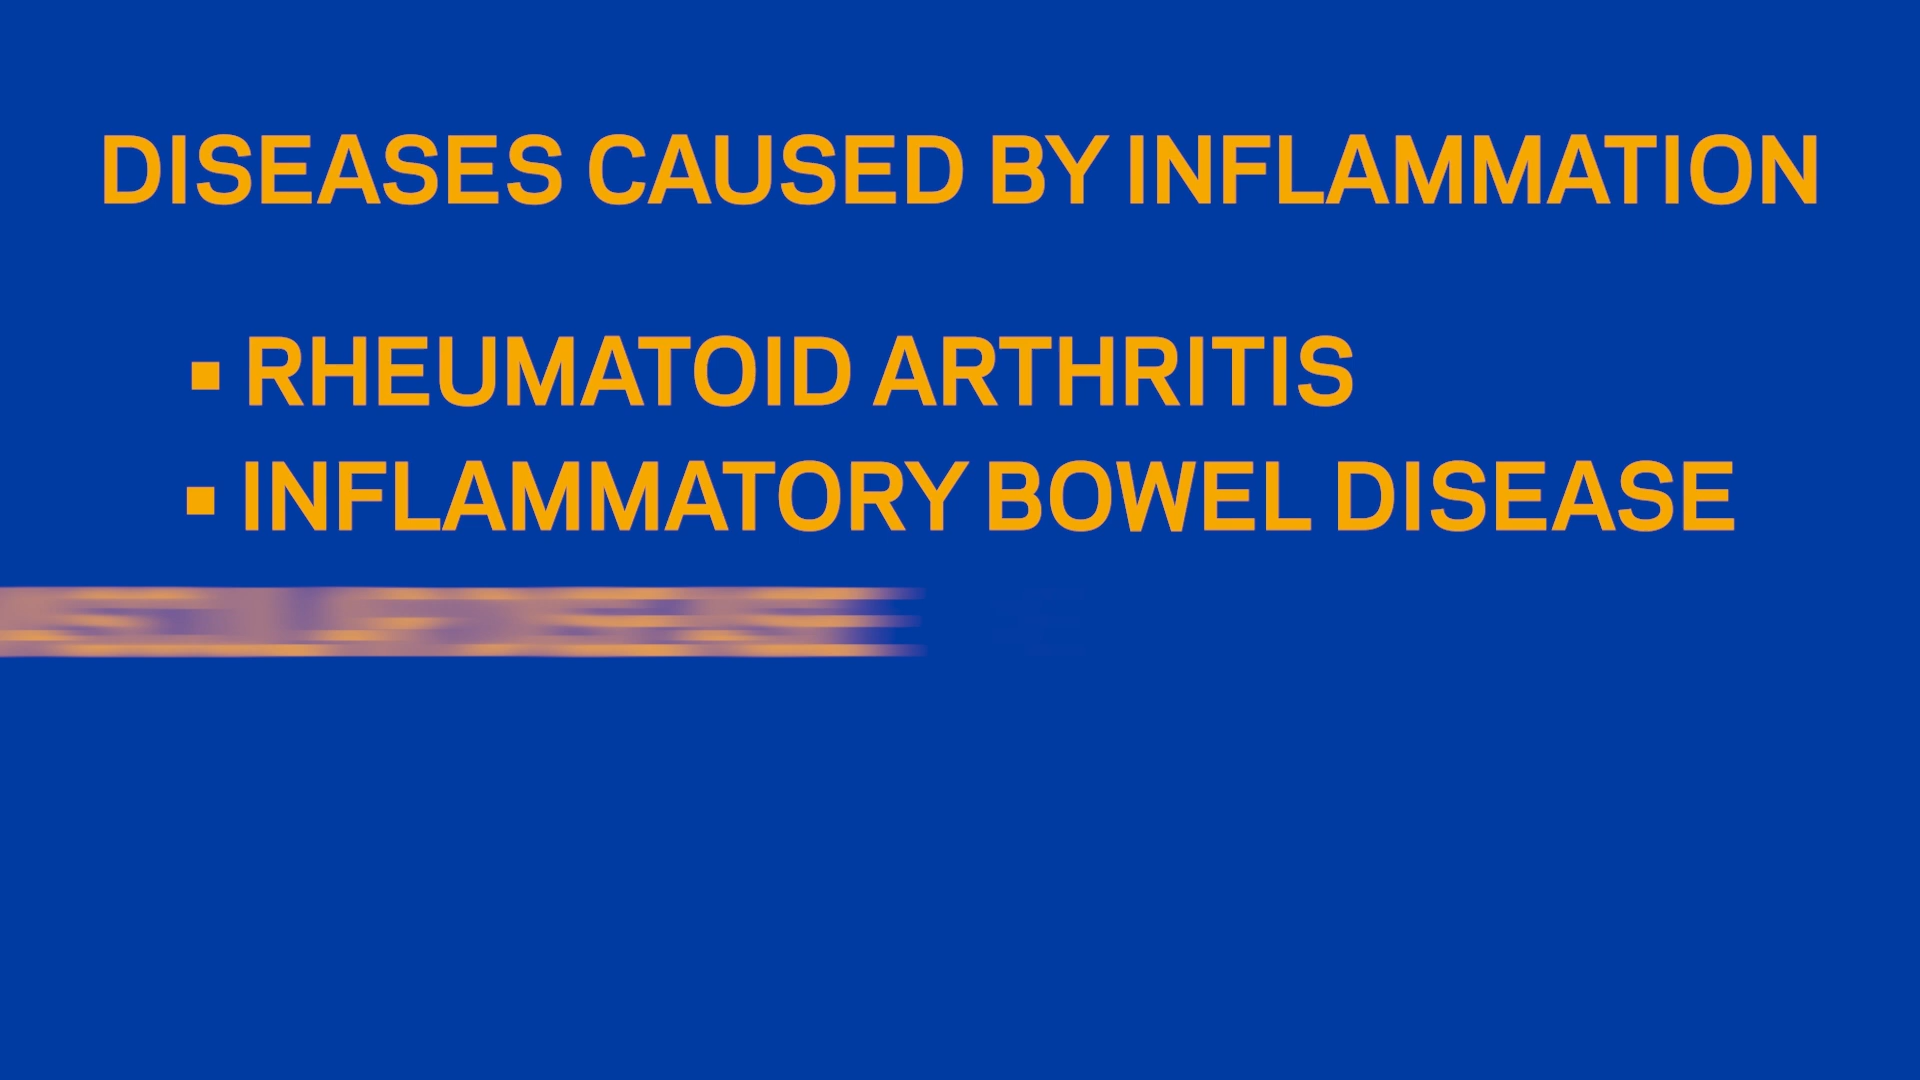 DISEASES CAUSED BY INFLAMMATION
▪ RHEUMATOID ARTHRITIS
▪ INFLAMMATORY BOWEL DISEASE